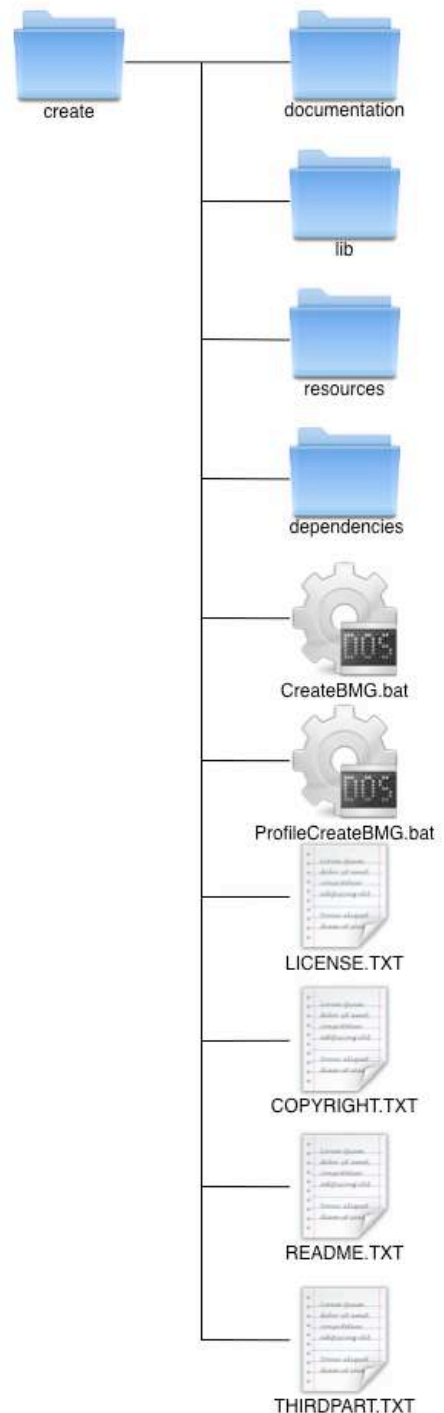 create
documentation
lib
resources
dependencies
DOS
CreateBMG.bat
DOS
ProfileCreateBMG.bat
LICENSE.TXT
COPYRIGHT.TXT
README.TXT
THIRDPART.TXT